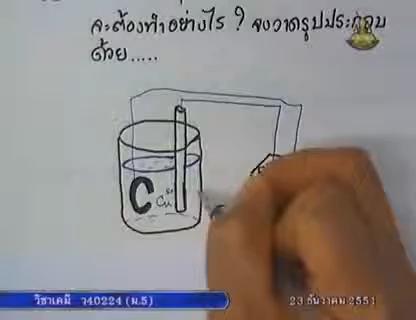 จะต้องทำอย่างไร ? จงวาดรูปประกอบ
ด้วย.....
C
Cu
วิชาเคมี ว40224 (ม.5)
23 ธันวาคม 2551